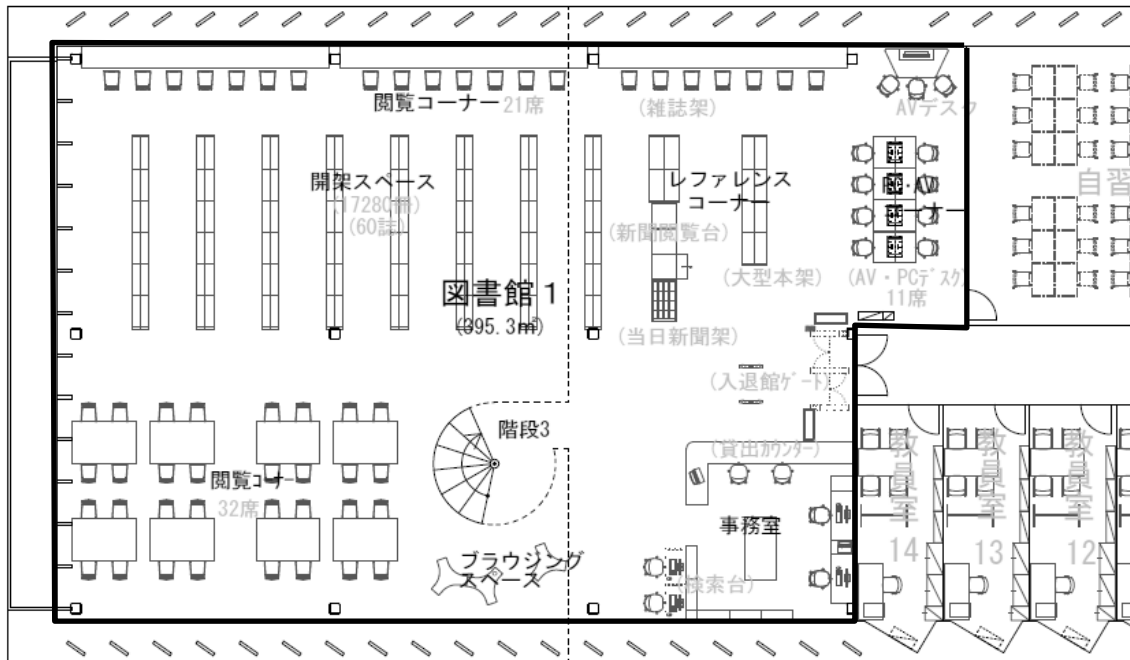 閲覧コーナー 21席
(雑誌架)
AVデスク
開架スペース
(17280冊)
(60誌)
レファレンス
コーナー
自習
(新聞閲覧台)
(大型本架)
(AV・PCデスク)
11席
図書館1
(395.3㎡)
(当日新聞架)
(入退館ゲート)
階段3
(貸出カウンター)
閲覧コーナー
32席
事務室
ブラウジング
スペース
(検索台)
教員室
14
教員室
13
教員室
12